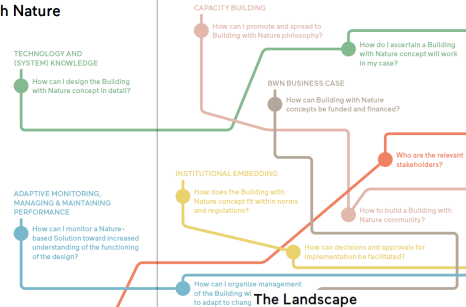 h Nature
CAPACITY BUILDING
How can I promote and spread to
Building with Nature philosophy?
How do I ascertain a Building
with Nature concept will work
in my case?
TECHNOLOGY AND
(SYSTEM) KNOWLEDGE
How can I design the Building
with Nature concept in detail?
BWN BUSINESS CASE
How can Building with Nature
concepts be funded and financed?
Who are the relevant
stakeholders?
INSTITUTIONAL EMBEDDING
How does the Building with
Nature concept fit within norms
and regulations?
ADAPTIVE MONITORING,
MANAGING & MAINTAINING
PERFORMANCE
How can I monitor a Nature-
based Solution toward increased
understanding of the functioning
of the design?
How to build a Building with
Nature community?
How can decisions and approvals for
implementation be facilitated?
How can I organize management
of the Building wi
to adapt to chang
The Landscape